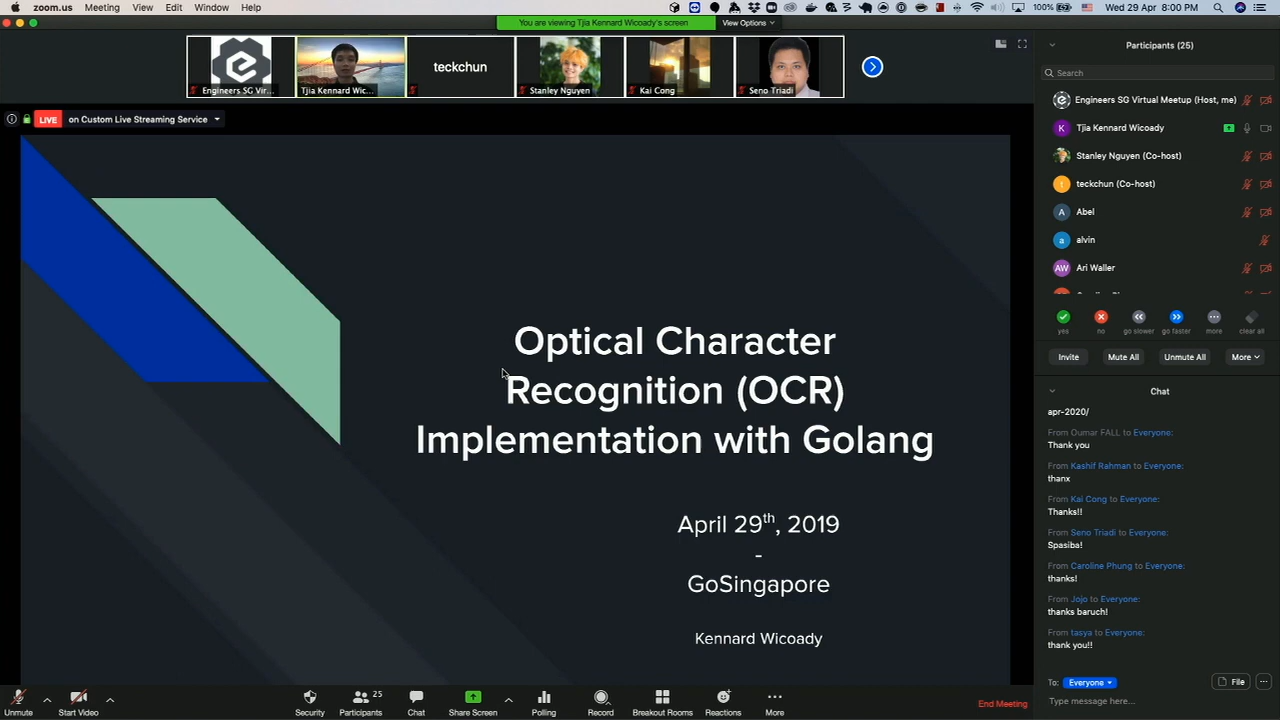 zoom.us Meeting View Edit Window Help
100% Wed 29 Apr 8:00 PM
You are viewing Tjia Kennard Wicoady's screen View Options
Engineers SG Vir...
Tjia Kennard Wic...
teckchun
Stanley Nguyen
Kai Cong
Seno Triadi
LIVE on Custom Live Streaming Service
Optical Character
Recognition (OCR)
Implementation with Golang
April 29th, 2019
-
GoSingapore
Kennard Wicoady
Participants (25)
Search
Engineers SG Virtual Meetup (Host, me)
K Tjia Kennard Wicoady
Stanley Nguyen (Co-host)
t teckchun (Co-host)
A Abel
a alvin
AW Ari Waller
yes no go slower go faster more clear all
Invite Mute All Unmute All More
Chat
apr-2020/
From Oumar FALL to Everyone:
Thank you
From Kashif Rahman to Everyone:
thanx
From Kai Cong to Everyone:
Thanks!!
From Seno Triadi to Everyone:
Spasiba!
From Caroline Phung to Everyone:
thanks!
From Jojo to Everyone:
thanks baruch!
From tasya to Everyone:
thank you!!
To: Everyone File
Type message here...
Unmute Start Video Security Participants 25 Chat Share Screen Polling Record Breakout Rooms Reactions More End Meeting